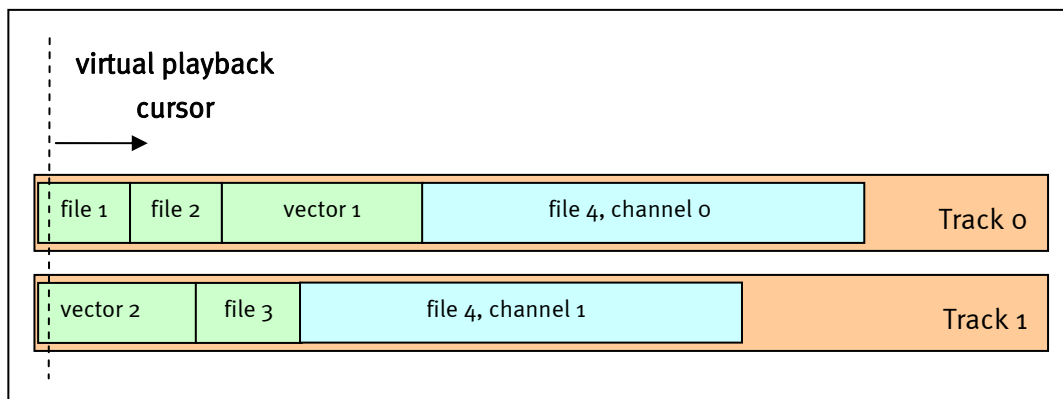 virtual playback
cursor
file 1
file 2
vector 1
file 4, channel 0
Track 0
vector 2
file 3
file 4, channel 1
Track 1